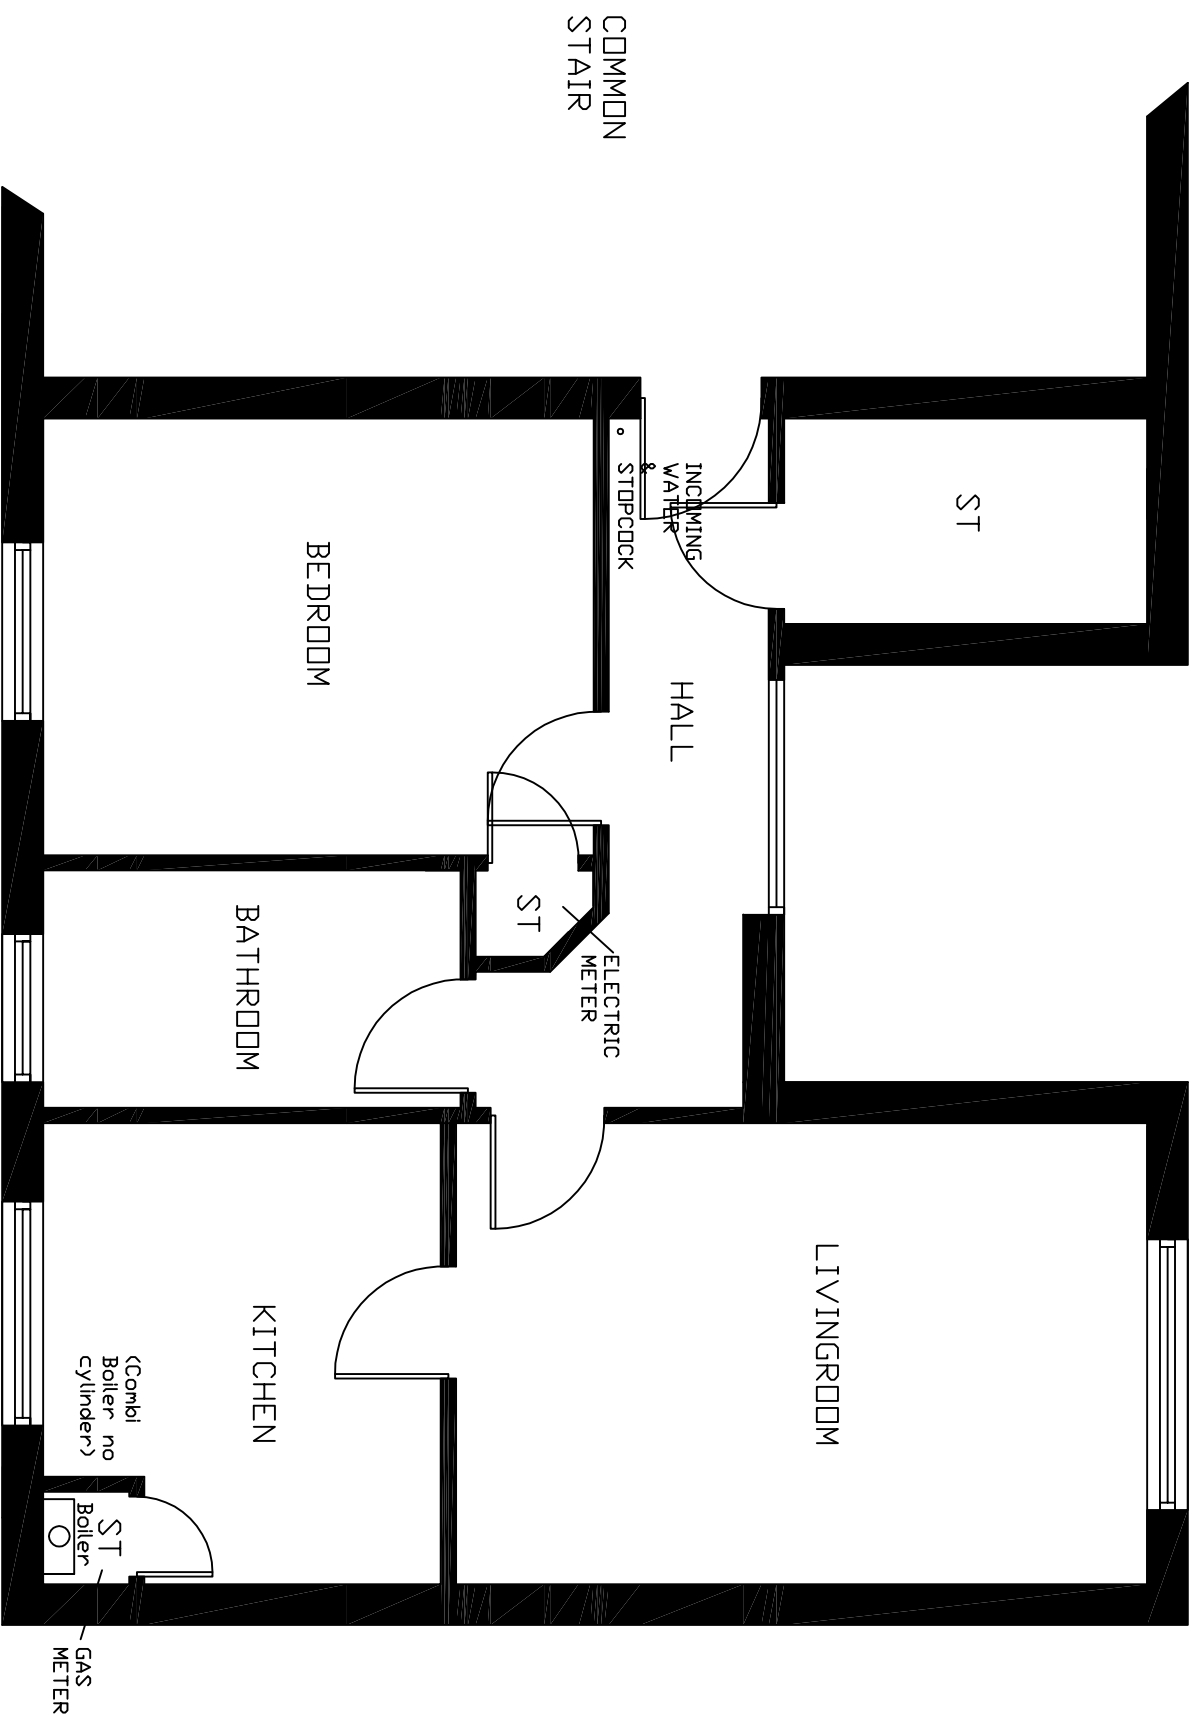 COMMON
STAIR
ST
INCOMING
WATER
&
STOPCOCK
HALL
BEDROOM
ST
ELECTRIC
METER
BATHROOM
LIVINGROOM
KITCHEN
(Combi
Boiler no
cylinder)
ST
Boiler
GAS
METER